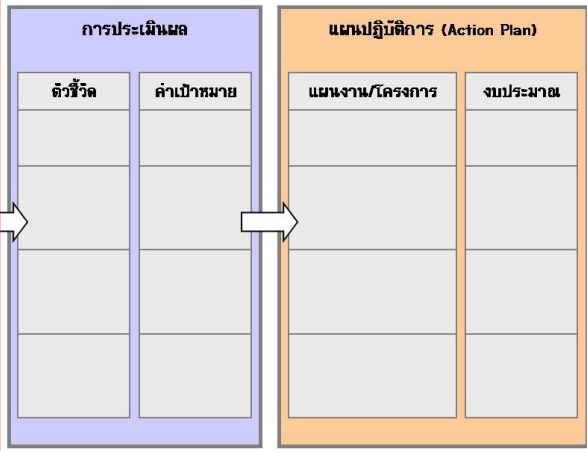 การประเมินผล
แผนปฏิบัติการ (Action Plan)
ตัวชี้วัด
ค่าเป้าหมาย
แผนงาน/โครงการ
งบประมาณ